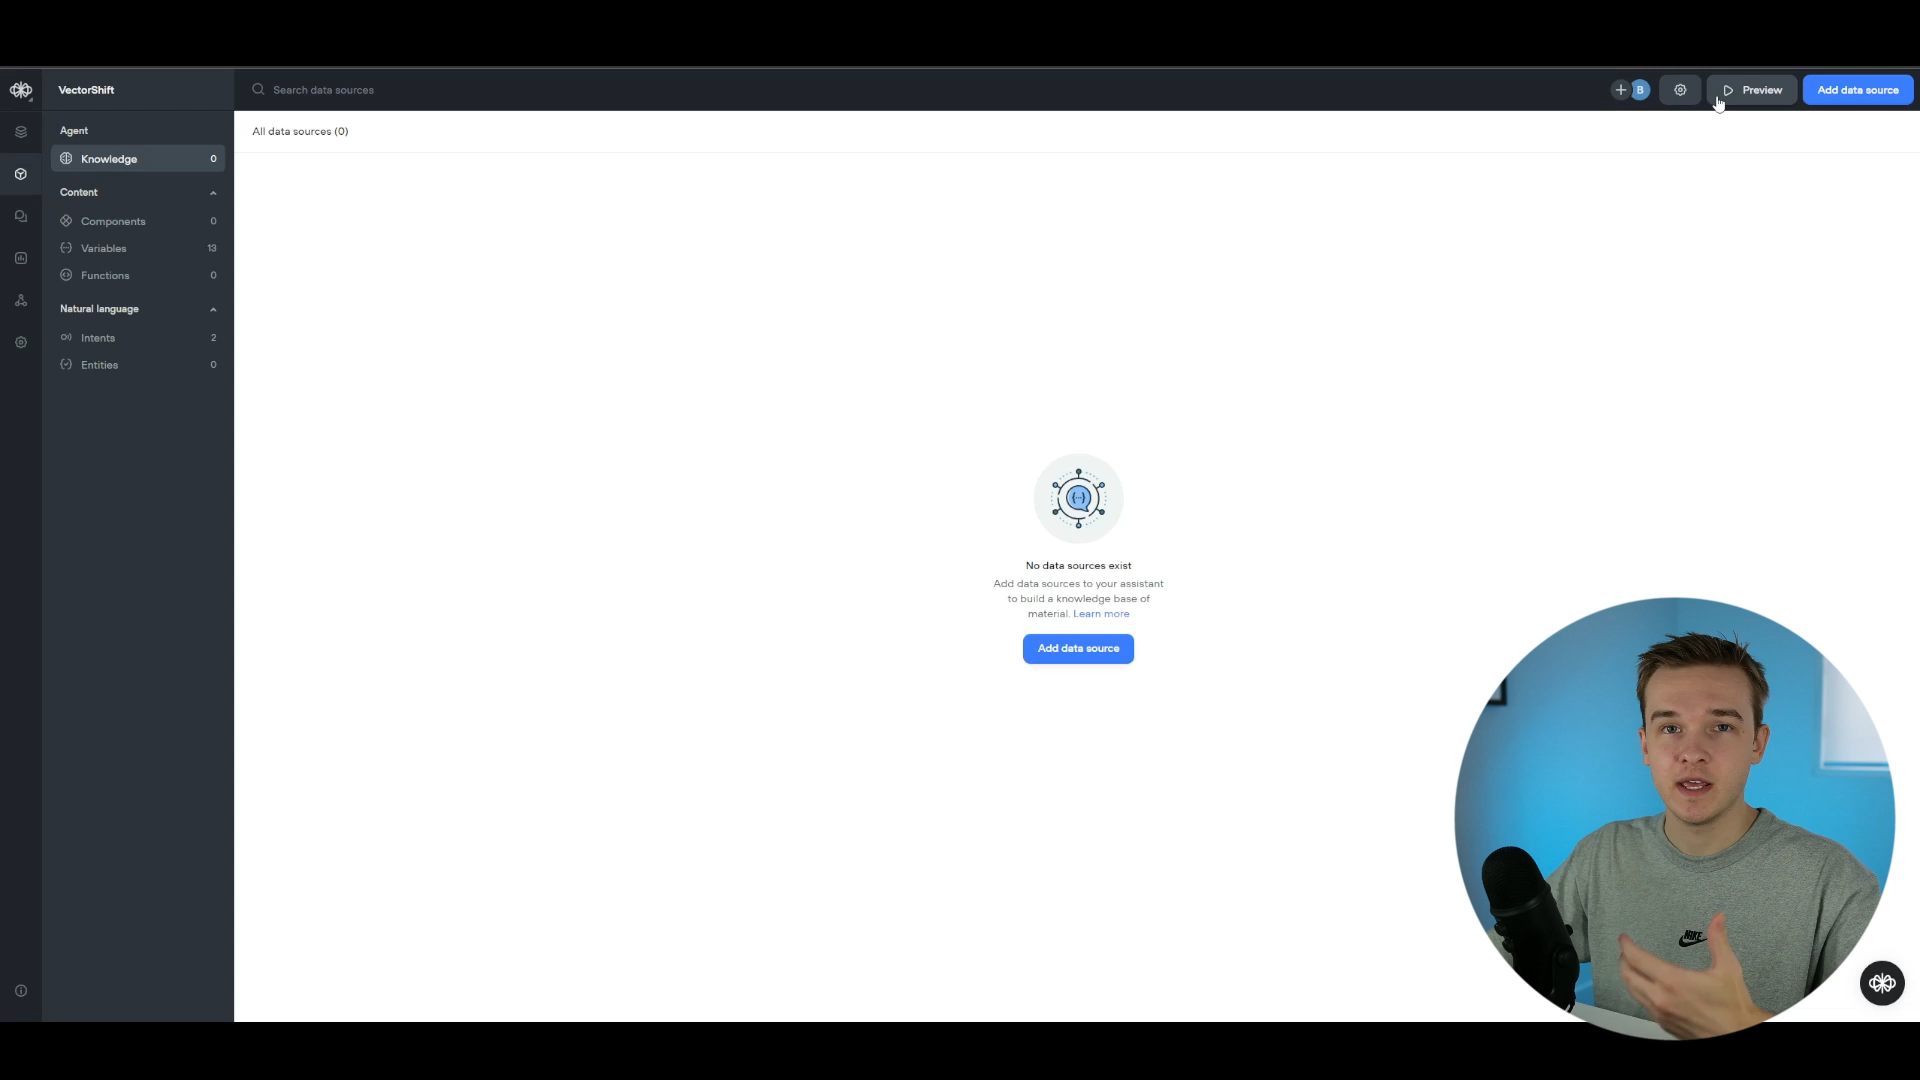 VectorShift
Search data sources
B
Preview
Add data source
Agent
Knowledge 0
Content
Components 0
Variables 13
Functions 0
Natural language
Intents 2
Entities 0
All data sources (0)
No data sources exist
Add data sources to your assistant
to build a knowledge base of
material. Learn more
Add data source
NIKE